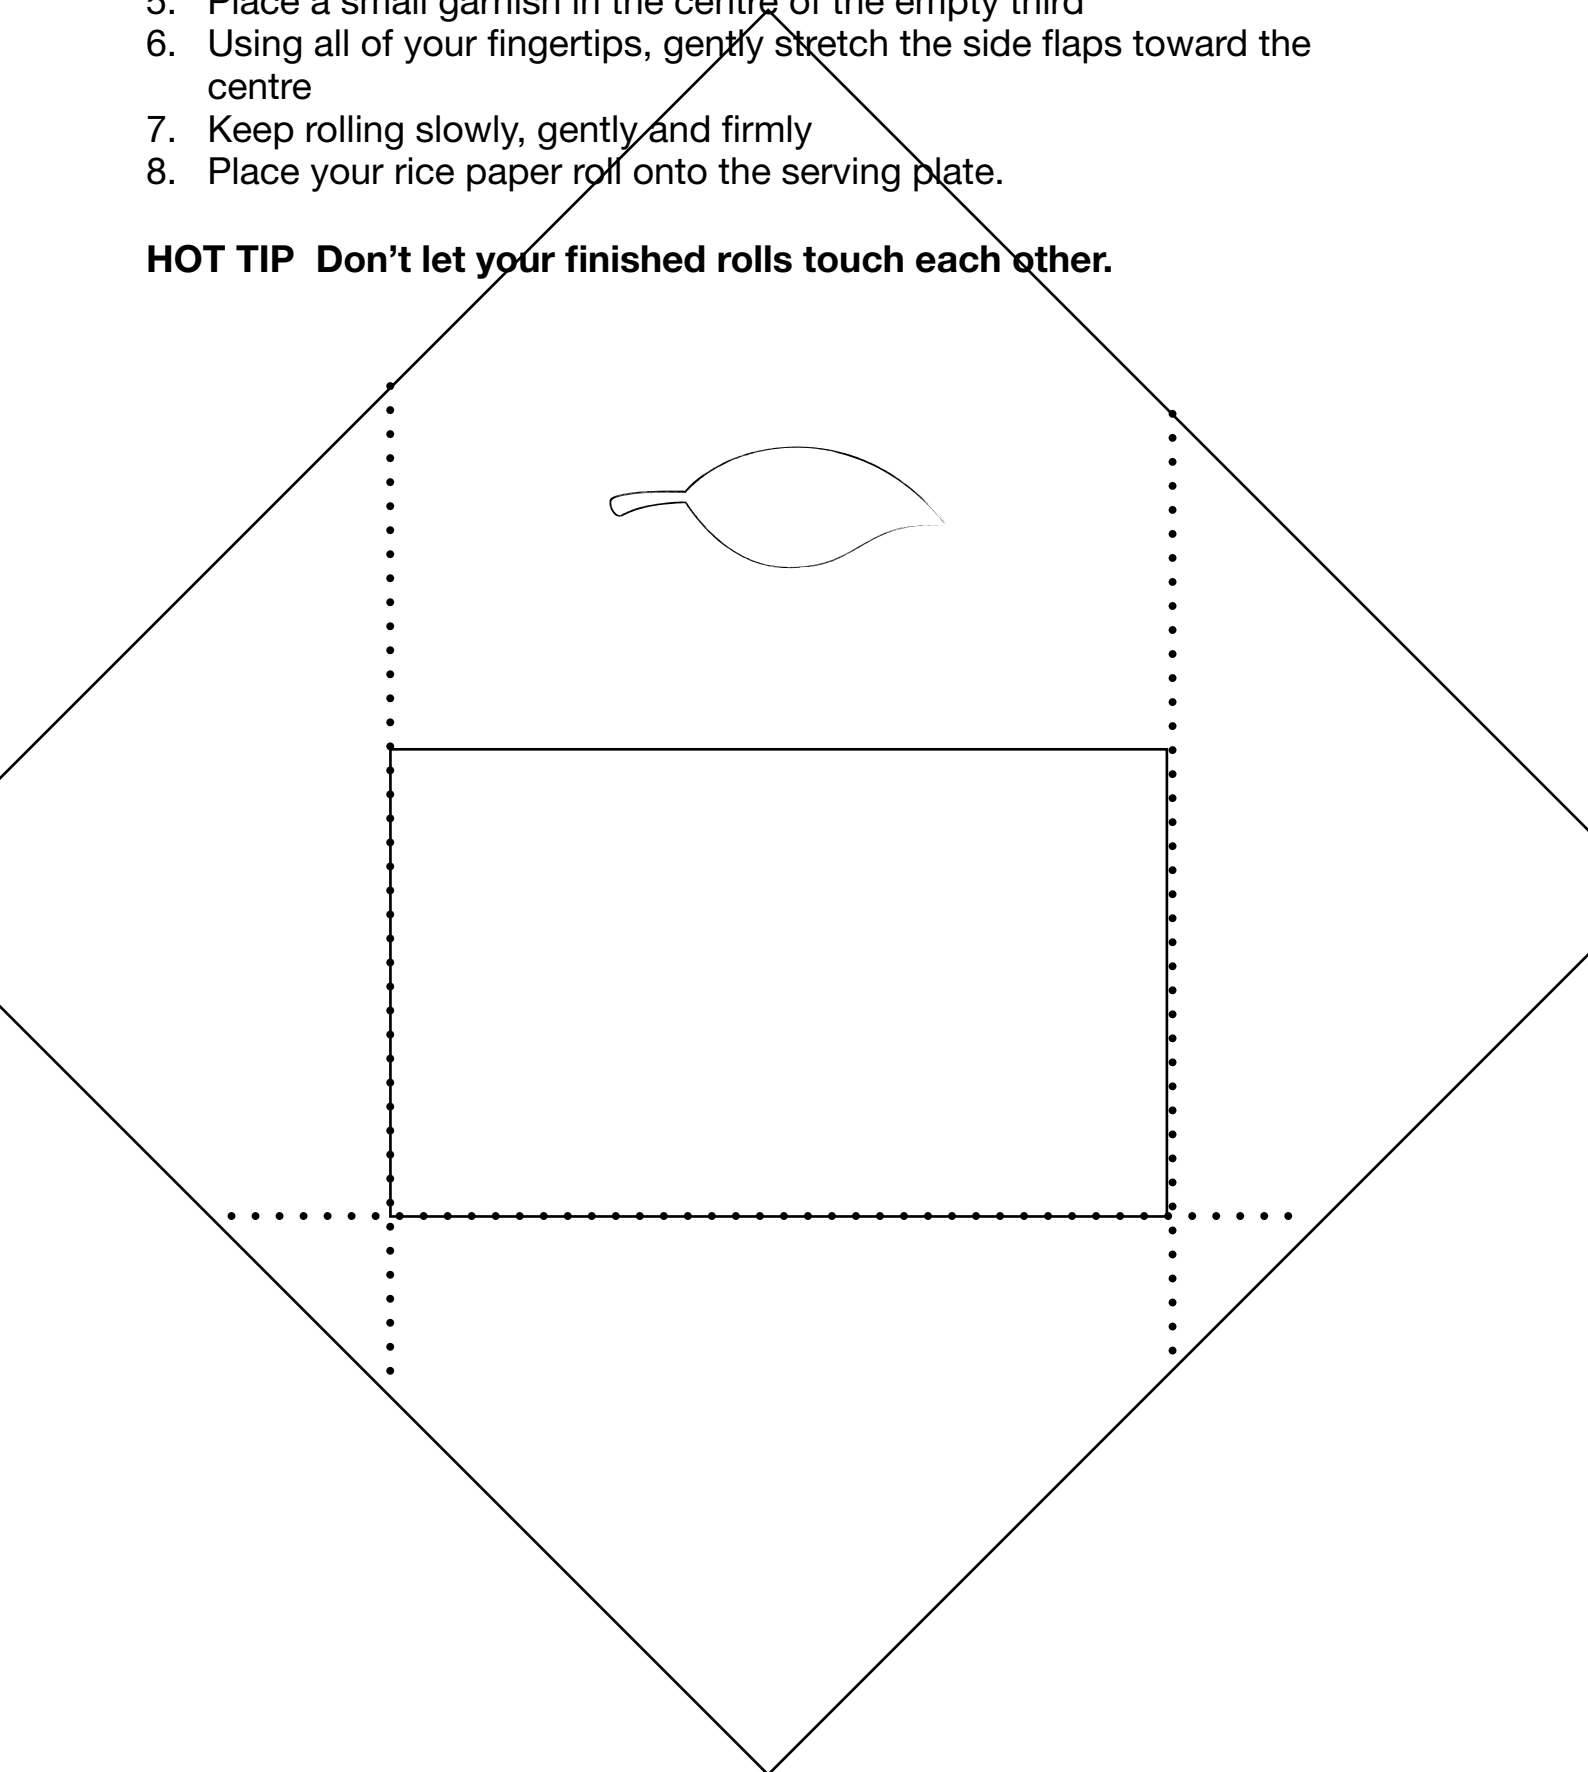 5. Place a small garnish in the centre of the empty third
6. Using all of your fingertips, gently stretch the side flaps toward the
centre
7. Keep rolling slowly, gently and firmly
8. Place your rice paper roll onto the serving plate.
HOT TIP  Don’t let your finished rolls touch each other.